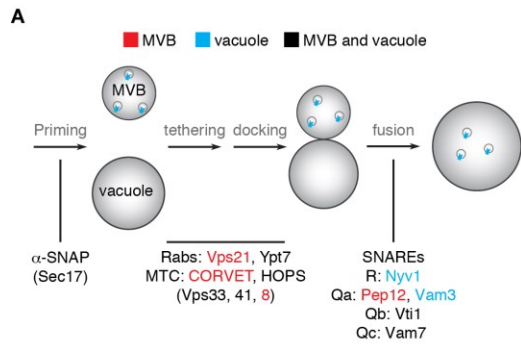 A
MVB vacuole MVB and vacuole
MVB
Priming tethering docking fusion
vacuole
α-SNAP
(Sec17)
Rabs: Vps21, Ypt7
MTC: CORVET, HOPS
(Vps33, 41, 8)
SNAREs
R: Nyv1
Qa: Pep12, Vam3
Qb: Vti1
Qc: Vam7